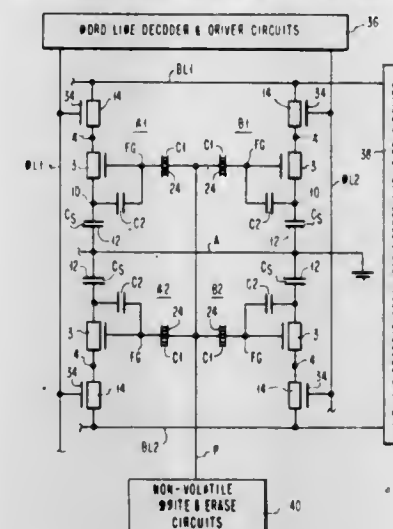 WORD LINE DECODER & DRIVER CIRCUITS
36
BL1
34
14
14
34
4
A1
B1
4
38
FG
C1
C1
FG
WL1
3
24
24
3
WL2
10
C2
C2
10
CS
12
A
CS
12
12
CS
CS
12
C2
A2
B2
C2
3
24
24
3
4
FG
C1
C1
FG
4
34
14
14
34
BL2
P
NON-VOLATILE
WRITE & ERASE
CIRCUITS
40